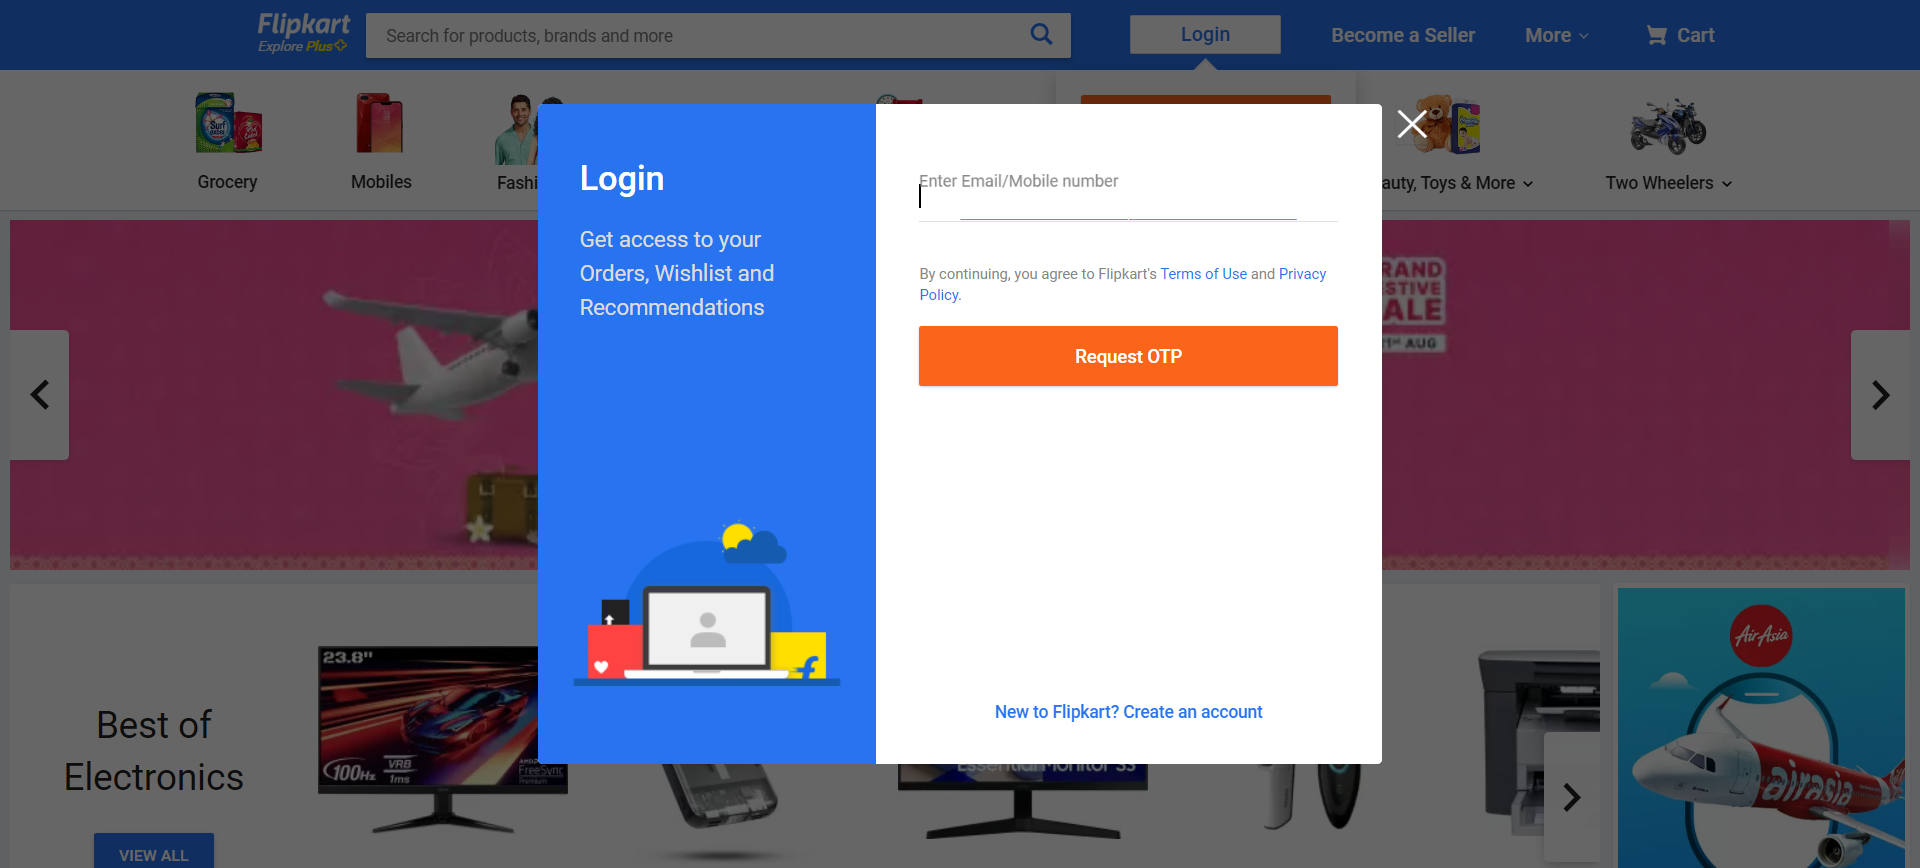 Flipkart
Explore Plus
Search for products, brands and more
Login
Become a Seller
More
Cart
Grocery
Mobiles
Fashi
auty, Toys & More
Two Wheelers
Login
Get access to your
Orders, Wishlist and
Recommendations
Enter Email/Mobile number
By continuing, you agree to Flipkart's Terms of Use and Privacy
Policy.
Request OTP
New to Flipkart? Create an account
RAND
STIVE
ALE
21st AUG
Best of
Electronics
VIEW ALL
23.8"
100Hz
VRB
1ms
AMD
FreeSync
Premium
Essential Monitor S3
AirAsia
airasia